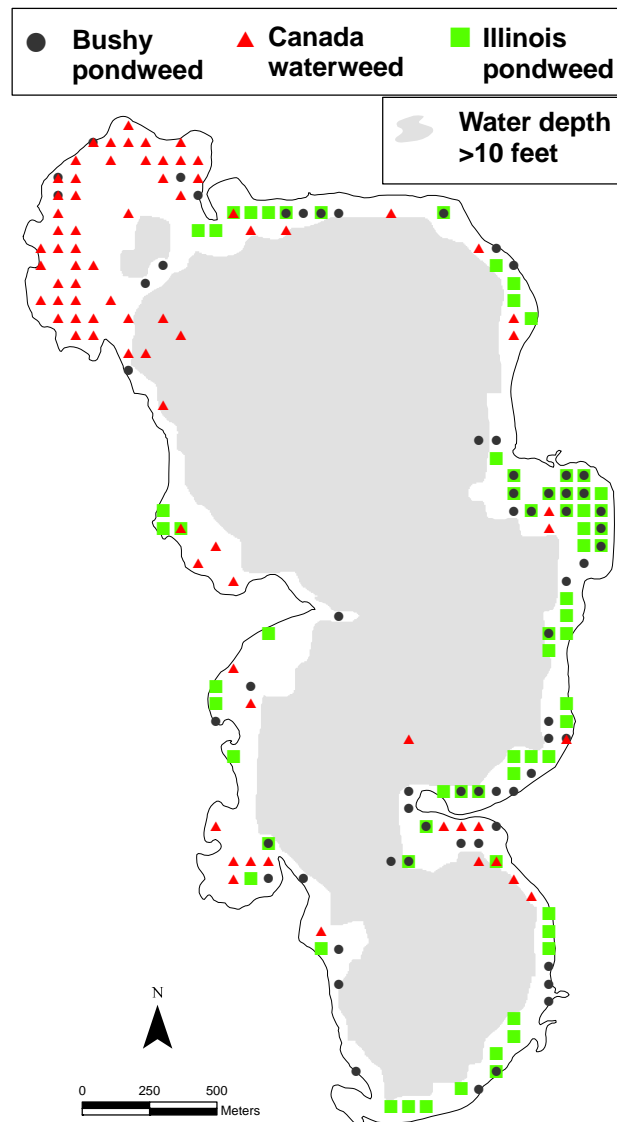 Bushy pondweed
Canada waterweed
Illinois pondweed
Water depth
>10 feet
N
0 250 500
Meters